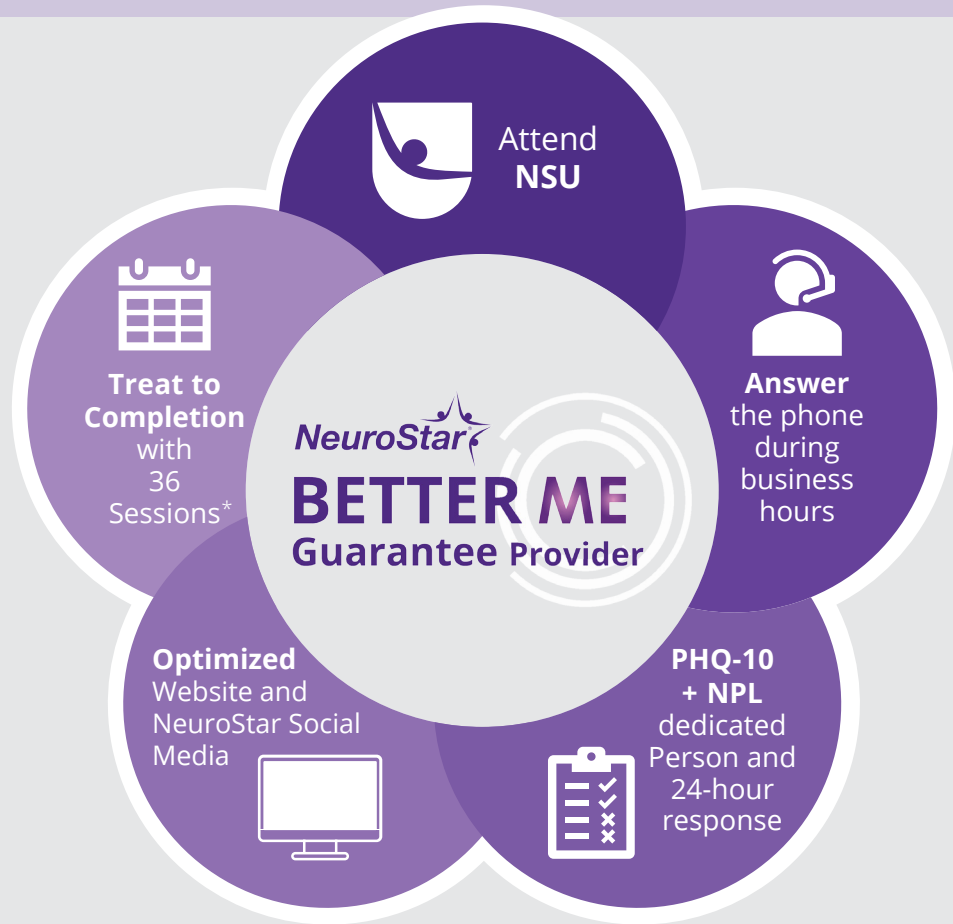 Attend
NSU
Answer
the phone
during
business
hours
PHQ-10
+ NPL
dedicated
Person and
24-hour
response
Optimized
Website and
NeuroStar Social
Media
Treat to
Completion
with
36
Sessions*
NeuroStar®
BETTER ME
Guarantee Provider